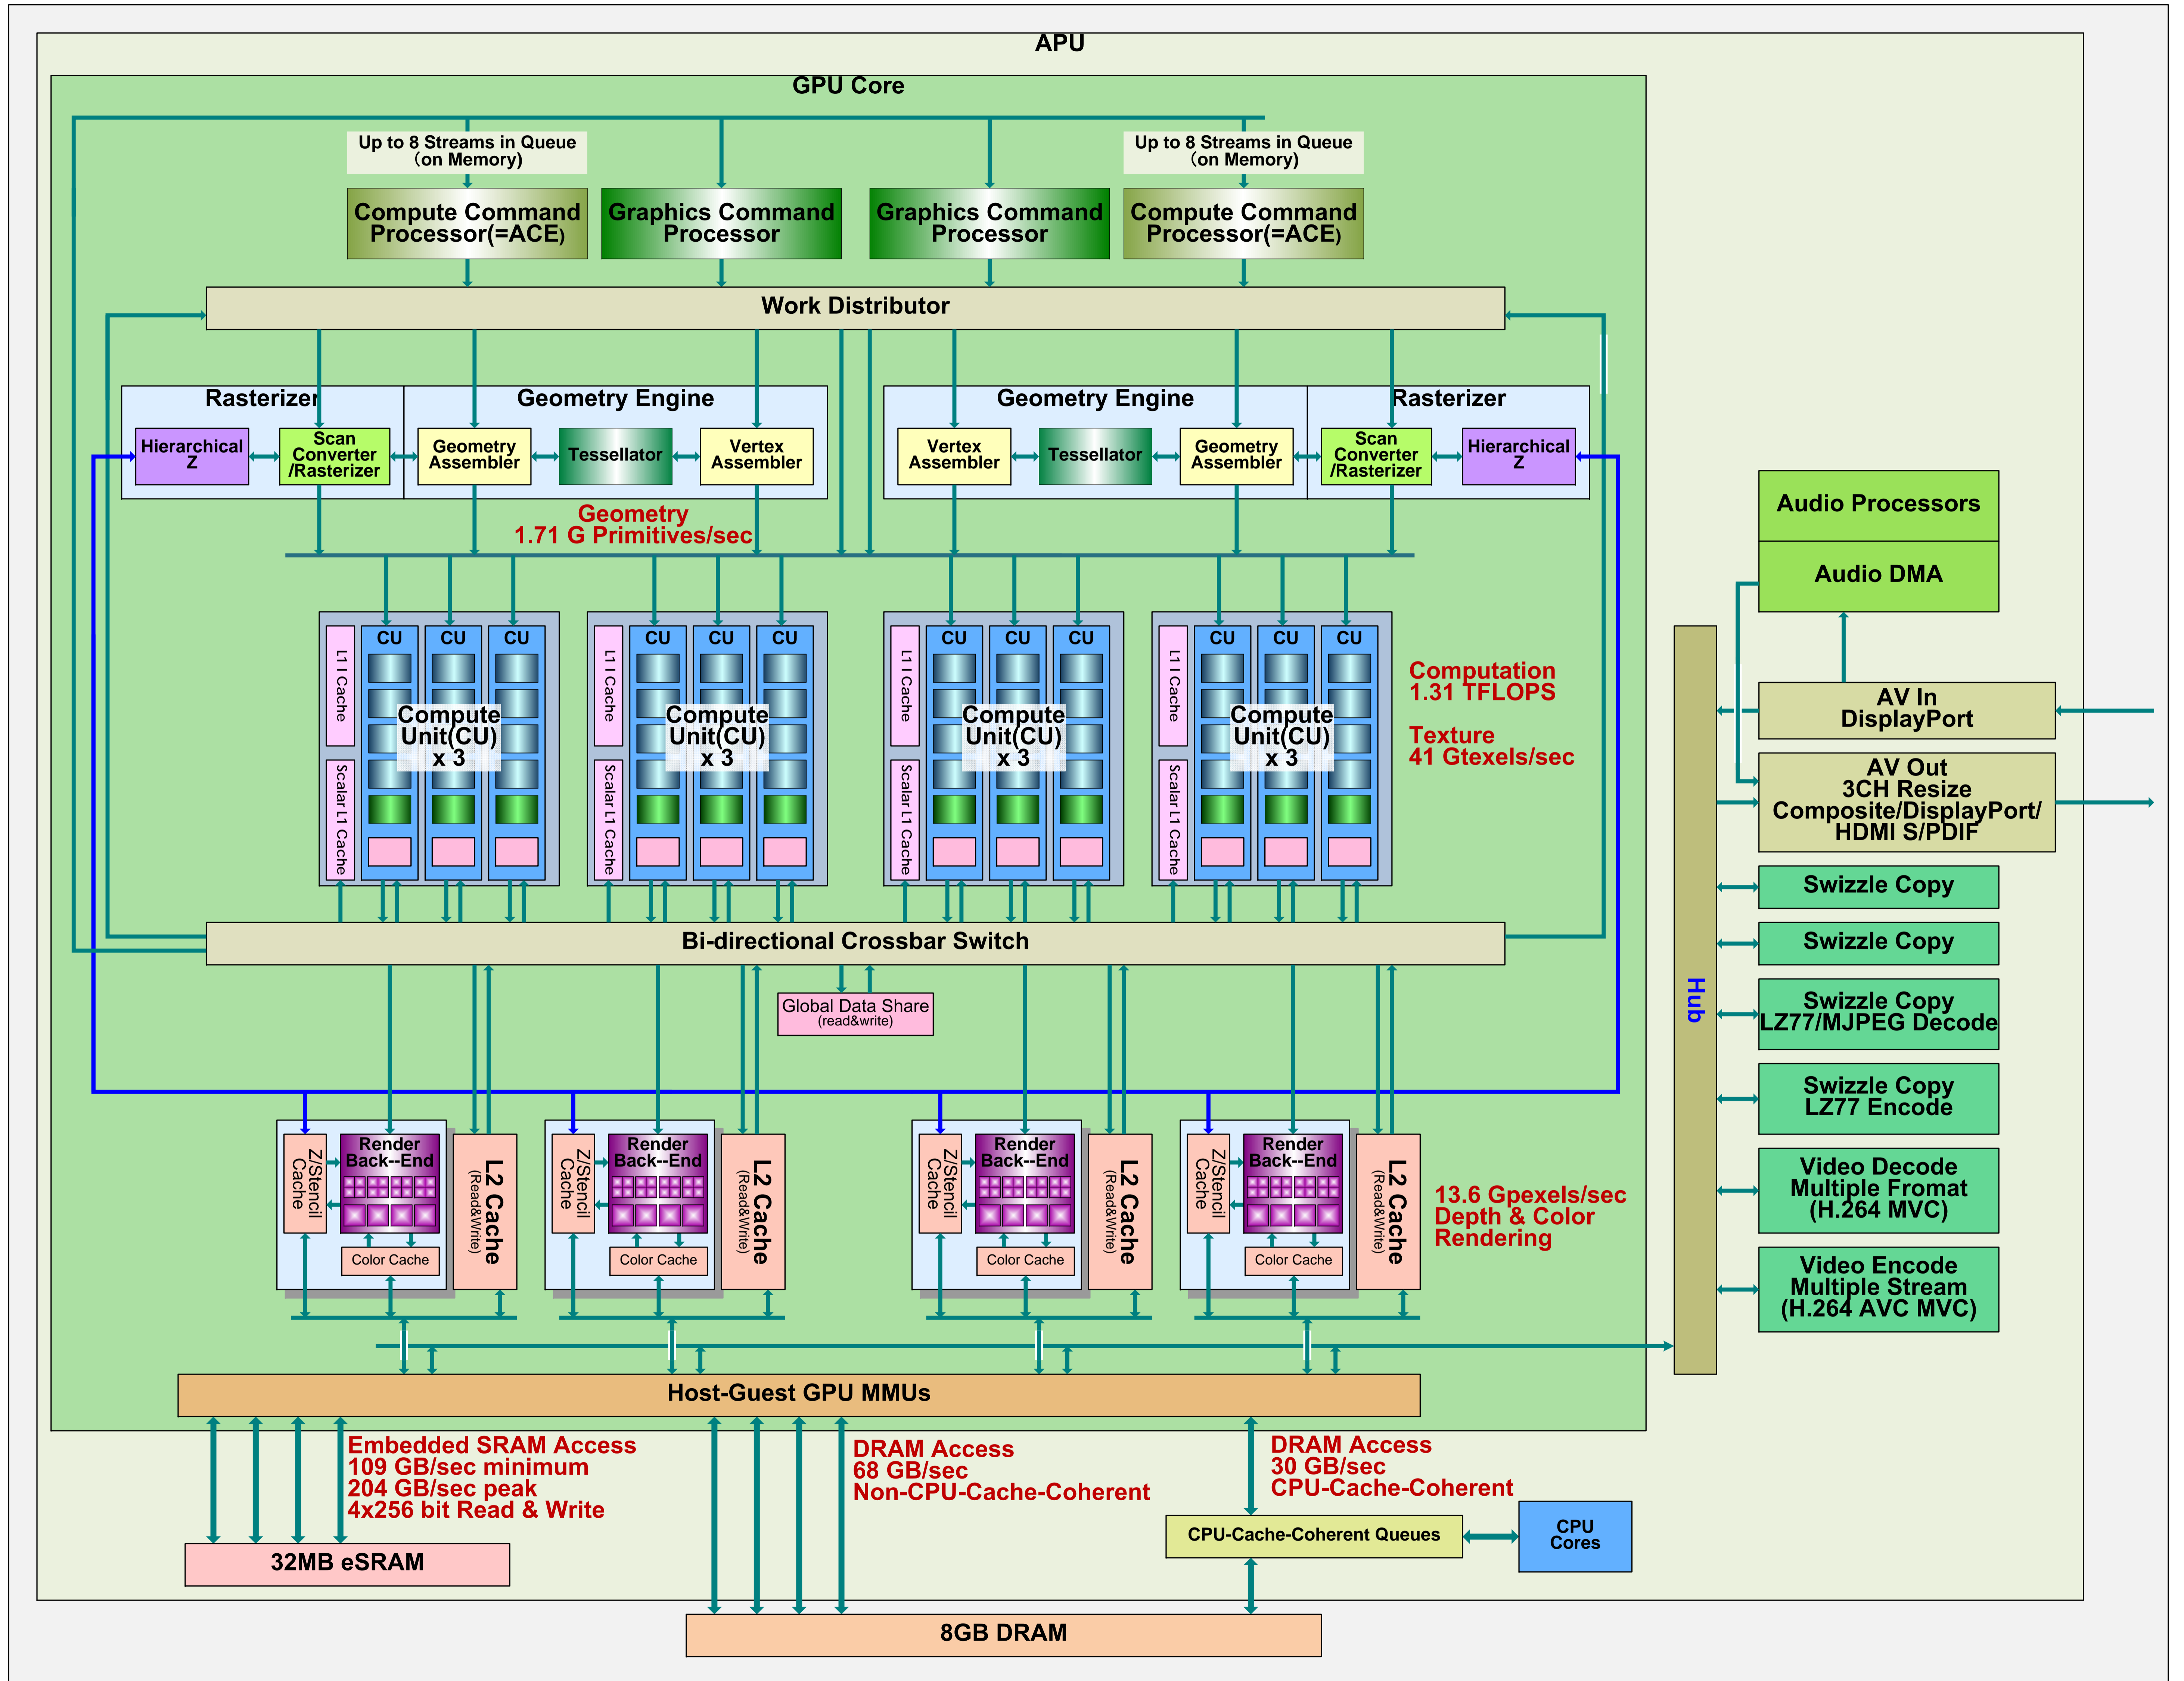 APU
GPU Core
Up to 8 Streams in Queue
(on Memory)
Up to 8 Streams in Queue
(on Memory)
Compute Command
Processor(=ACE)
Graphics Command
Processor
Graphics Command
Processor
Compute Command
Processor(=ACE)
Work Distributor
Rasterizer
Geometry Engine
Geometry Engine
Rasterizer
Hierarchical
Z
Scan
Converter
/Rasterizer
Geometry
Assembler
Tessellator
Vertex
Assembler
Vertex
Assembler
Tessellator
Geometry
Assembler
Scan
Converter
/Rasterizer
Hierarchical
Z
Geometry
1.71 G Primitives/sec
L1 I Cache
Scalar L1 Cache
CU
CU
CU
Compute
Unit(CU)
x 3
L1 I Cache
Scalar L1 Cache
CU
CU
CU
Compute
Unit(CU)
x 3
L1 I Cache
Scalar L1 Cache
CU
CU
CU
Compute
Unit(CU)
x 3
L1 I Cache
Scalar L1 Cache
CU
CU
CU
Compute
Unit(CU)
x 3
Computation
1.31 TFLOPS
Texture
41 Gtexels/sec
Bi-directional Crossbar Switch
Global Data Share
(read&write)
Z/Stencil
Cache
Render
Back--End
Color Cache
L2 Cache
(Read&Write)
Z/Stencil
Cache
Render
Back--End
Color Cache
L2 Cache
(Read&Write)
Z/Stencil
Cache
Render
Back--End
Color Cache
L2 Cache
(Read&Write)
Z/Stencil
Cache
Render
Back--End
Color Cache
L2 Cache
(Read&Write)
13.6 Gpexels/sec
Depth & Color
Rendering
Host-Guest GPU MMUs
Embedded SRAM Access
109 GB/sec minimum
204 GB/sec peak
4x256 bit Read & Write
DRAM Access
68 GB/sec
Non-CPU-Cache-Coherent
DRAM Access
30 GB/sec
CPU-Cache-Coherent
32MB eSRAM
CPU-Cache-Coherent Queues
CPU
Cores
8GB DRAM
Hub
Audio Processors
Audio DMA
AV In
DisplayPort
AV Out
3CH Resize
Composite/DisplayPort/
HDMI S/PDIF
Swizzle Copy
Swizzle Copy
Swizzle Copy
LZ77/MJPEG Decode
Swizzle Copy
LZ77 Encode
Video Decode
Multiple Fromat
(H.264 MVC)
Video Encode
Multiple Stream
(H.264 AVC MVC)